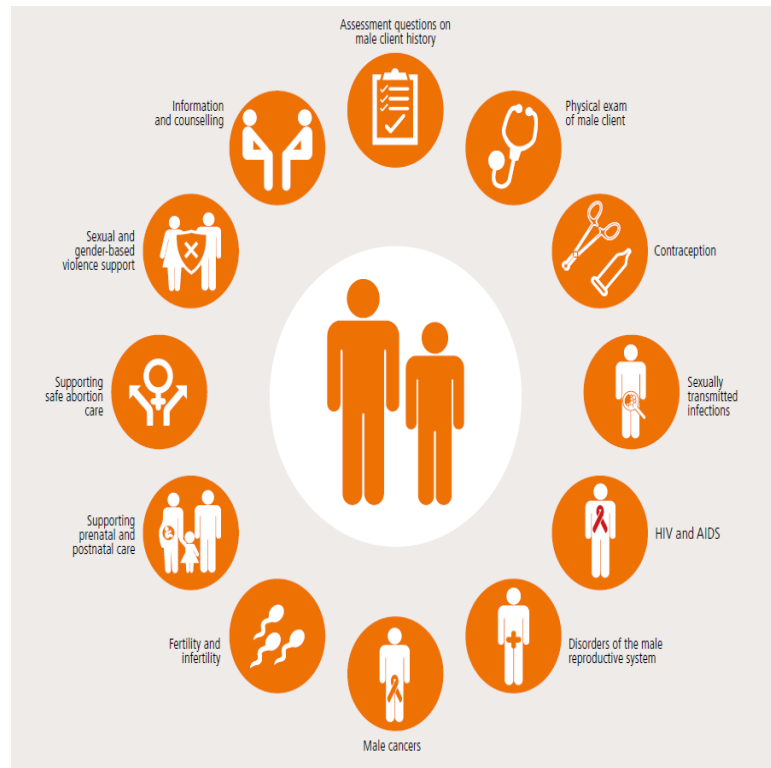 Assessment questions on
male client history
Physical exam
of male client
Contraception
Sexually
transmitted
infections
HIV and AIDS
Disorders of the male
reproductive system
Male cancers
Fertility and
infertility
Supporting
prenatal and
postnatal care
Supporting
safe abortion
care
Sexual and
gender-based
violence support
Information
and counselling